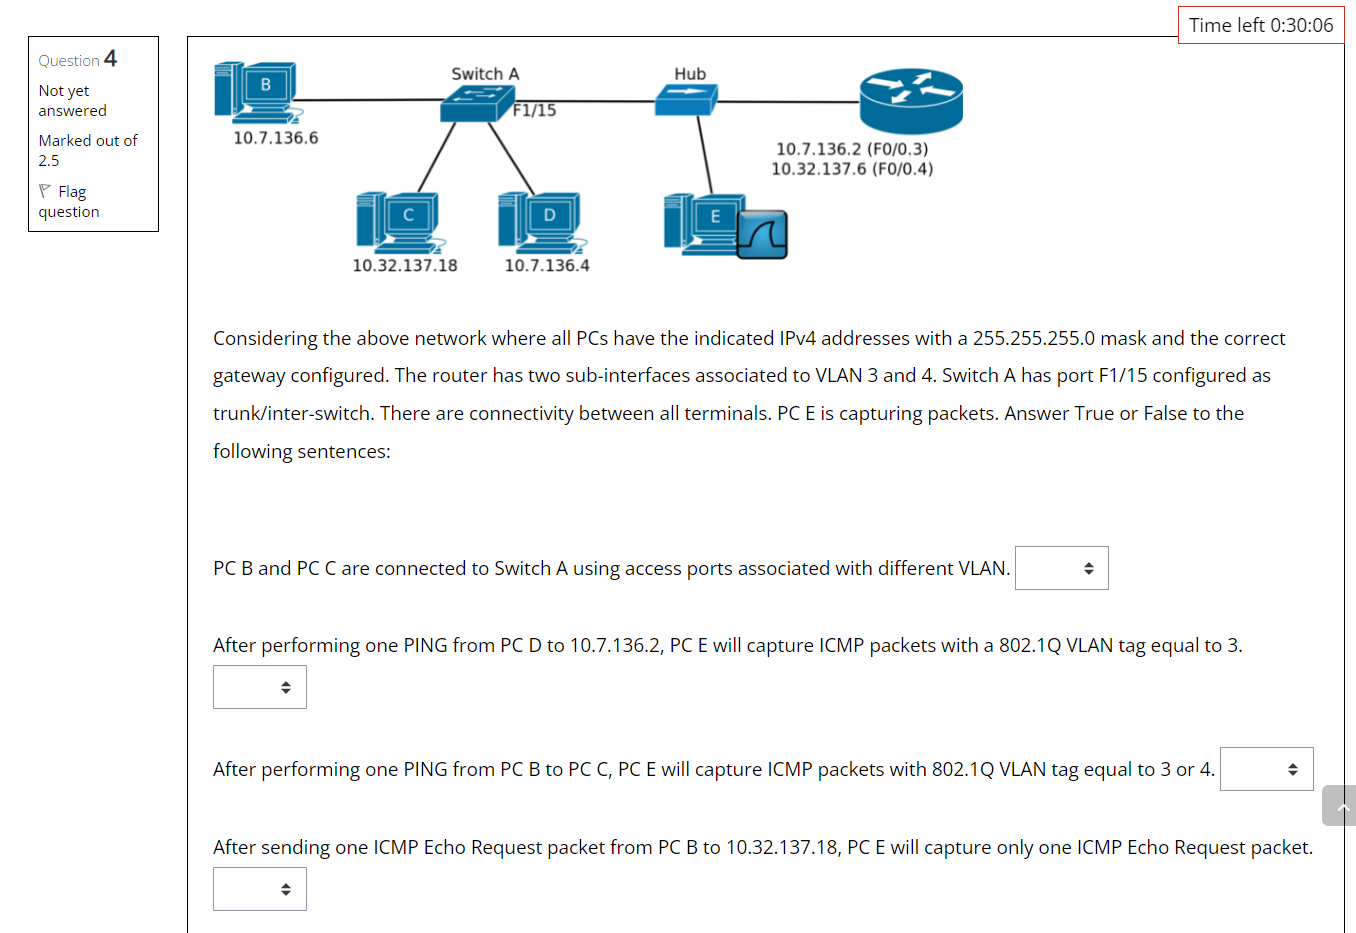 Time left 0:30:06
Question 4
Not yet
answered
Marked out of
2.5
Flag
question
B
10.7.136.6
Switch A
F1/15
Hub
10.7.136.2 (F0/0.3)
10.32.137.6 (F0/0.4)
C
10.32.137.18
D
10.7.136.4
E
Considering the above network where all PCs have the indicated IPv4 addresses with a 255.255.255.0 mask and the correct
gateway configured. The router has two sub-interfaces associated to VLAN 3 and 4. Switch A has port F1/15 configured as
trunk/inter-switch. There are connectivity between all terminals. PC E is capturing packets. Answer True or False to the
following sentences:
PC B and PC C are connected to Switch A using access ports associated with different VLAN.
After performing one PING from PC D to 10.7.136.2, PC E will capture ICMP packets with a 802.1Q VLAN tag equal to 3.
After performing one PING from PC B to PC C, PC E will capture ICMP packets with 802.1Q VLAN tag equal to 3 or 4.
After sending one ICMP Echo Request packet from PC B to 10.32.137.18, PC E will capture only one ICMP Echo Request packet.